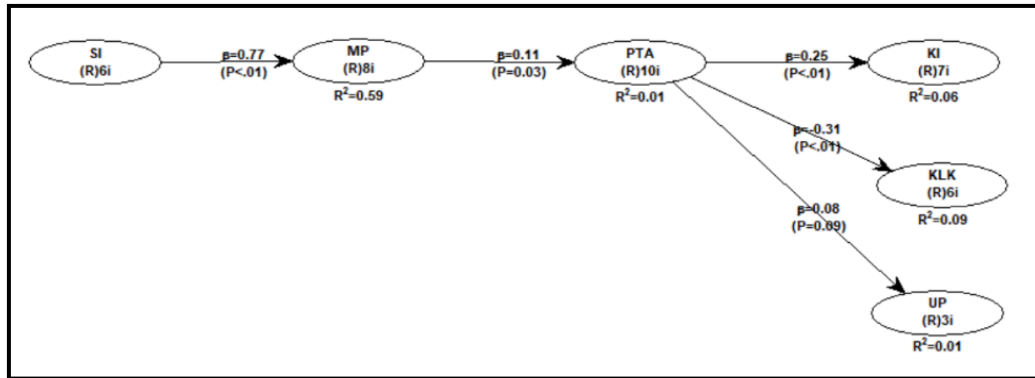 SI
(R)6i
β=0.77
(P<.01)
MP
(R)8i
R²=0.59
β=0.11
(P=0.03)
PTA
(R)10i
R²=0.01
β=0.25
(P<.01)
KI
(R)7i
R²=0.06
β=-0.31
(P<.01)
KLK
(R)6i
R²=0.09
β=0.08
(P=0.09)
UP
(R)3i
R²=0.01